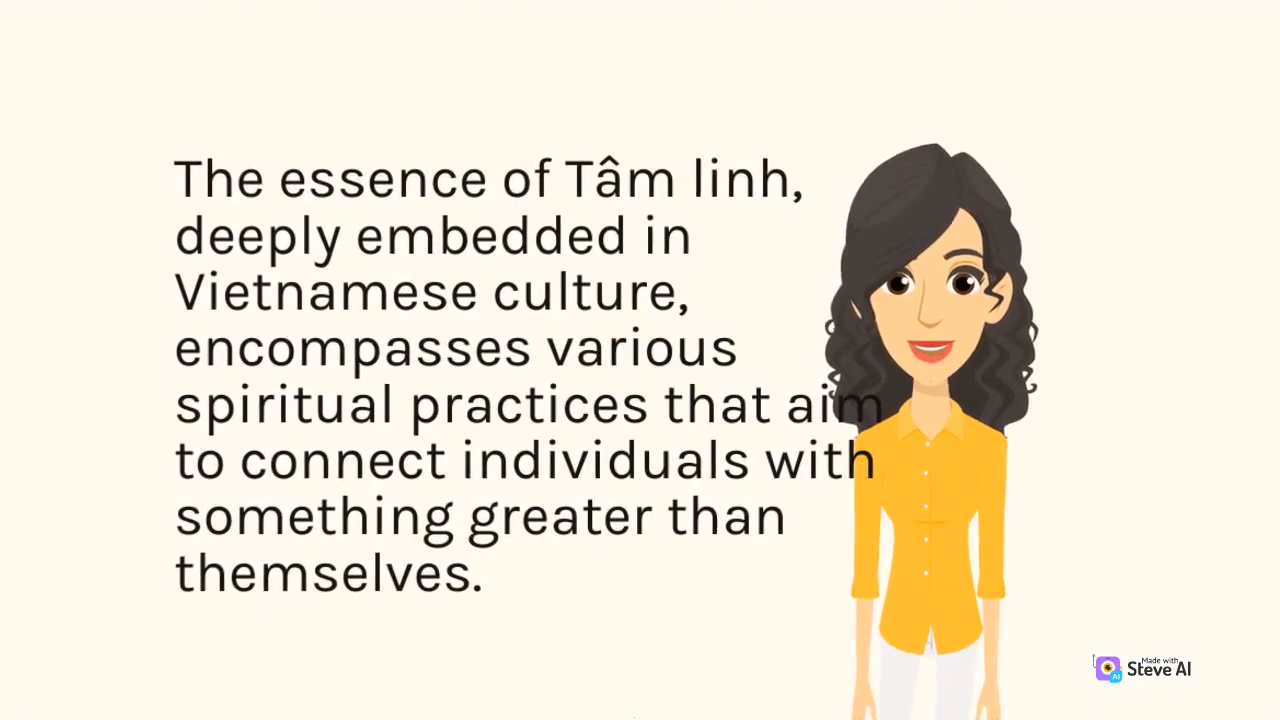 The essence of Tâm linh,
deeply embedded in
Vietnamese culture,
encompasses various
spiritual practices that aim
to connect individuals with
something greater than
themselves.
Made with
Steve AI
AI